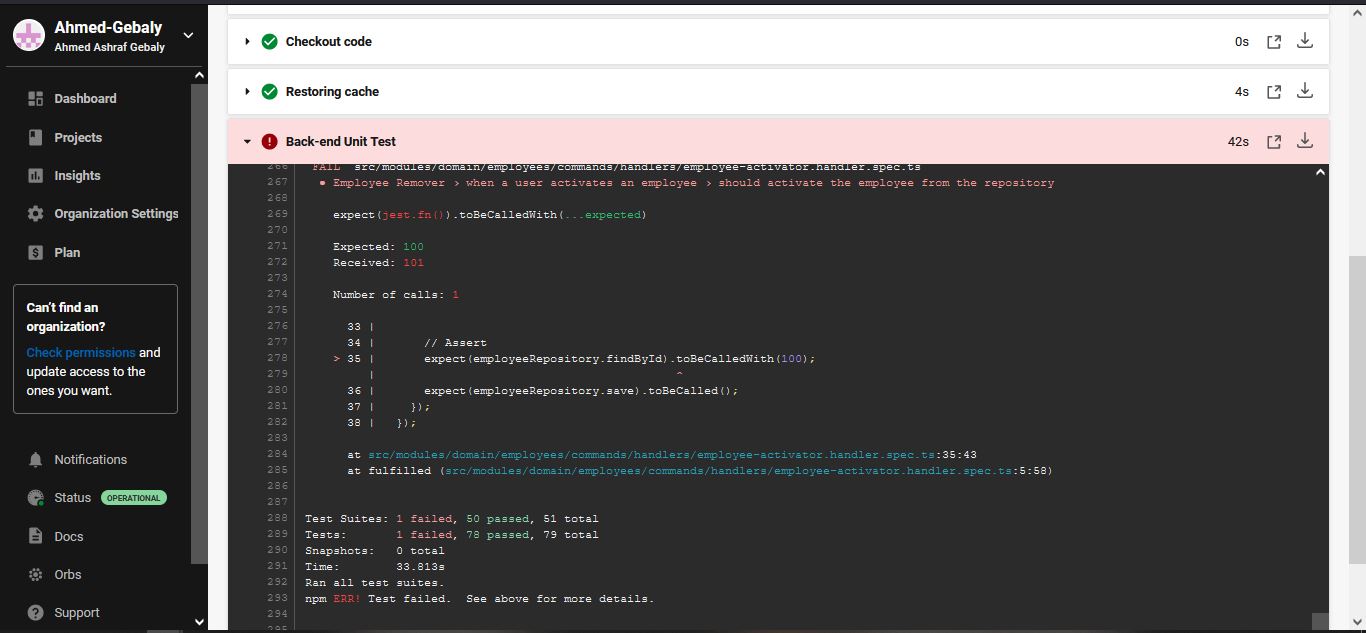 Ahmed-Gebaly
Ahmed Ashraf Gebaly
Dashboard
Projects
Insights
Organization Settings
Plan
Can't find an
organization?
Check permissions and
update access to the
ones you want.
Notifications
Status OPERATIONAL
Docs
Orbs
Support
Checkout code 0s
Restoring cache 4s
Back-end Unit Test 42s
266 FAIL src/modules/domain/employees/commands/handlers/employee-activator.handler.spec.ts
267 ● Employee Remover › when a user activates an employee › should activate the employee from the repository
268
269 expect(jest.fn()).toBeCalledWith(...expected)
270
271 Expected: 100
272 Received: 101
273
274 Number of calls: 1
275
276 33 |
277 34 | // Assert
278 > 35 | expect(employeeRepository.findById).toBeCalledWith(100);
279 | ^
280 36 | expect(employeeRepository.save).toBeCalled();
281 37 | });
282 38 | });
283
284 at src/modules/domain/employees/commands/handlers/employee-activator.handler.spec.ts:35:43
285 at fulfilled (src/modules/domain/employees/commands/handlers/employee-activator.handler.spec.ts:5:58)
286
287
288 Test Suites: 1 failed, 50 passed, 51 total
289 Tests: 1 failed, 78 passed, 79 total
290 Snapshots: 0 total
291 Time: 33.813s
292 Ran all test suites.
293 npm ERR! Test failed. See above for more details.
294
295